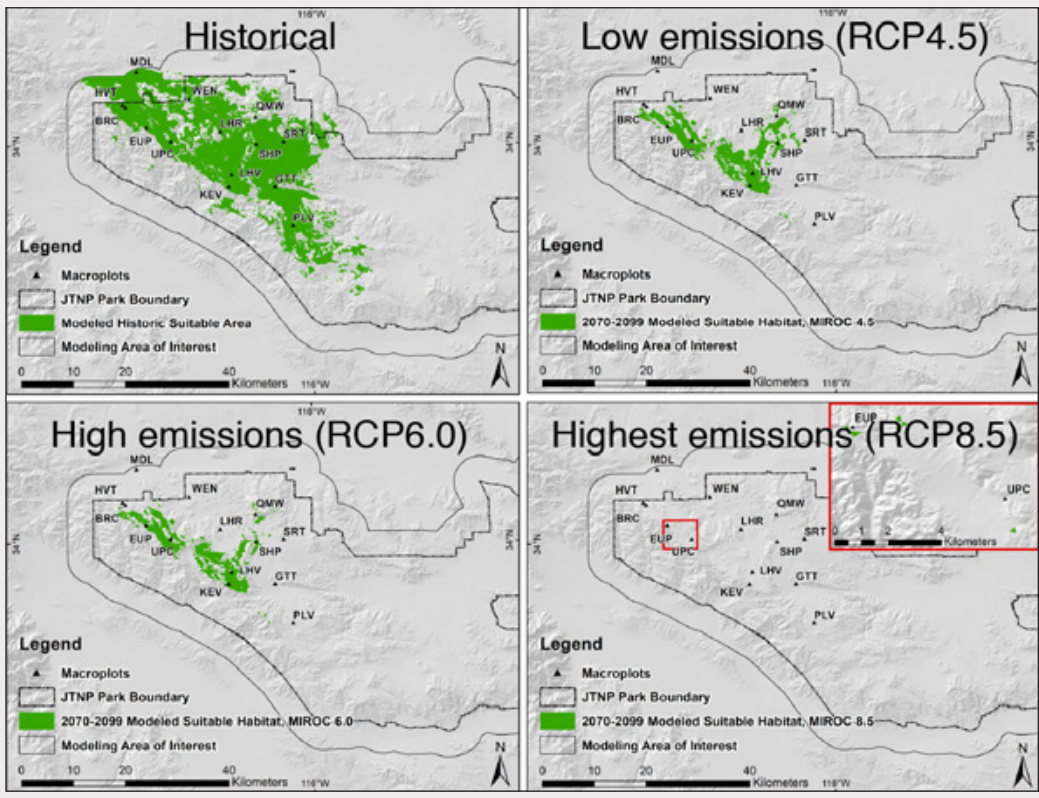 116°W
Historical
MDL
HVT
WEN
QMW
BRC
LHR
SRT
EUP
UPC
SHP
34°N
LHV
GTT
KEV
PLV
Legend
Macroplots
JTNP Park Boundary
Modeled Historic Suitable Area
Modeling Area of Interest
N
0 10 20 40
Kilometers
116°W
116°W
Low emissions (RCP4.5)
MDL
HVT
WEN
QMW
BRC
LHR
SRT
EUP
UPC
SHP
34°N
34°N
LHV
GTT
KEV
PLV
Legend
Macroplots
JTNP Park Boundary
2070-2099 Modeled Suitable Habitat, MIROC 4.5
Modeling Area of Interest
N
0 10 20 40
Kilometers
116°W
116°W
High emissions (RCP6.0)
MDL
HVT
WEN
QMW
BRC
LHR
SRT
EUP
UPC
SHP
34°N
LHV
GTT
KEV
PLV
Legend
Macroplots
JTNP Park Boundary
2070-2099 Modeled Suitable Habitat, MIROC 6.0
Modeling Area of Interest
N
0 10 20 40
Kilometers
116°W
Highest emissions (RCP8.5)
EUP
UPC
0 1 2 4
Kilometers
MDL
HVT
WEN
QMW
BRC
LHR
SRT
EUP
UPC
SHP
34°N
LHV
GTT
KEV
PLV
Legend
Macroplots
JTNP Park Boundary
2070-2099 Modeled Suitable Habitat, MIROC 8.5
Modeling Area of Interest
N
0 10 20 40
Kilometers
116°W